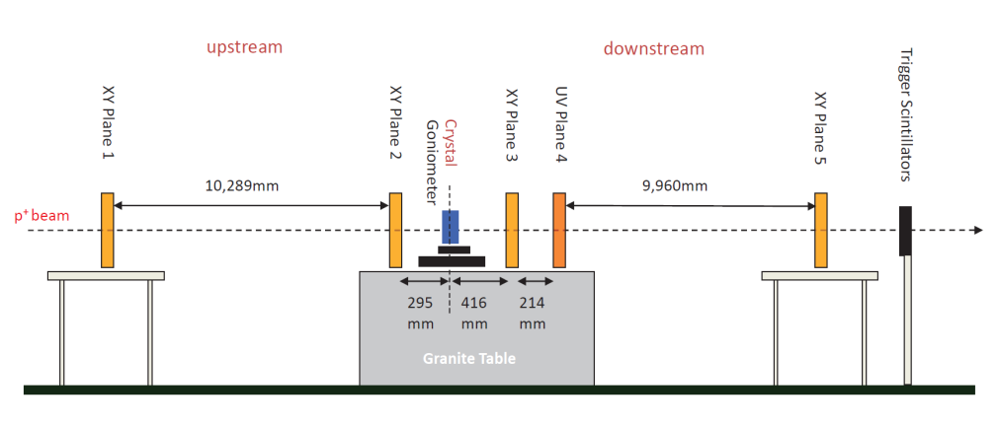 upstream
downstream
XY Plane 1
XY Plane 2
Goniometer
Crystal
XY Plane 3
UV Plane 4
XY Plane 5
Trigger Scintillators
10,289mm
9,960mm
p+ beam
295
mm
416
mm
214
mm
Granite Table